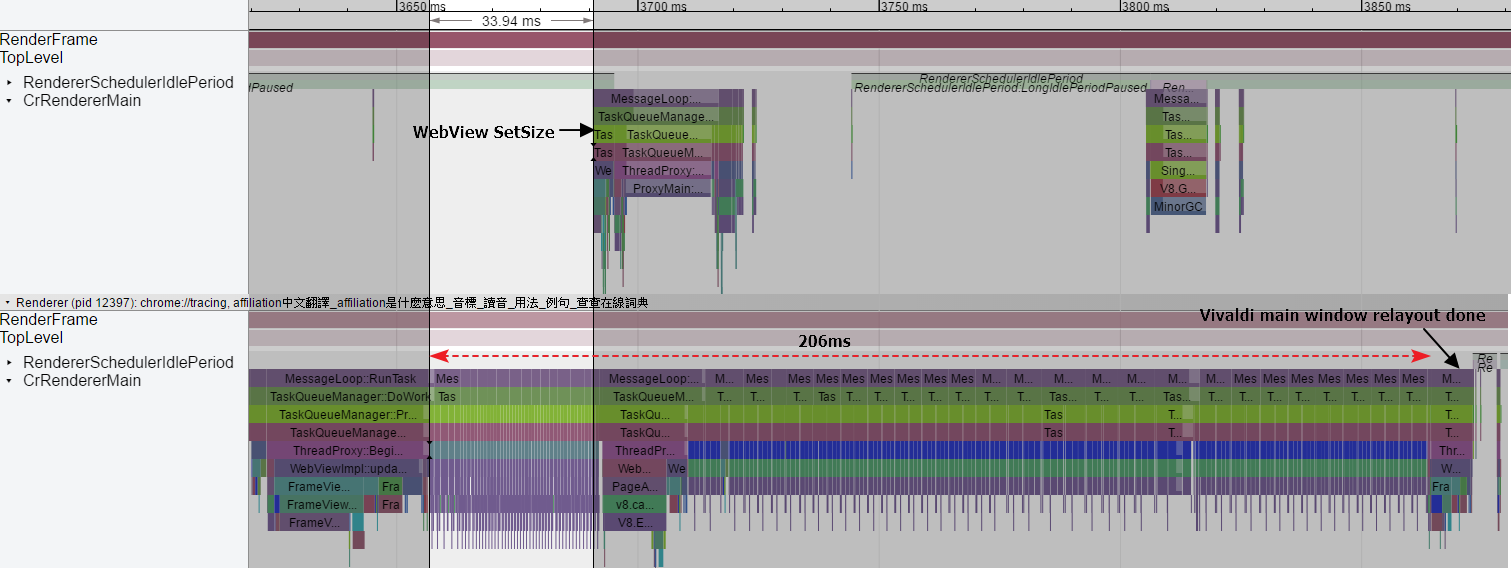 3650 ms 3700 ms 3750 ms 3800 ms 3850 ms
33.94 ms
RenderFrame
TopLevel
RendererSchedulerIdlePeriod
RendererSchedulerIdlePeriod
dPaused RendererSchedulerIdlePeriod:LongIdlePeriodPaused Ren...
CrRendererMain
MessageLoop:... Messa...
TaskQueueManage... Tas...
WebView SetSize Tas TaskQueue... Tas...
Tas TaskQueueM... Tas...
We ThreadProxy:... Sing...
ProxyMain:... V8.G...
MinorGC
Renderer (pid 12397): chrome://tracing, affiliation中文翻譯_affiliation是什麼意思_音標_讀音_用法_例句_查查在線詞典
RenderFrame
Vivaldi main window relayout done
TopLevel
206ms
RendererSchedulerIdlePeriod
Re
Re
CrRendererMain
MessageLoop::RunTask Mes MessageLoop:... M... Mes Mes Mes Mes Mes Mes Mes Mes M... M... M... M... M... M... Mes Mes Mes Mes Mes Mes M...
TaskQueueManager::DoWork Tas TaskQueueM... T... T... T... Tas T... T... T... T... T... T... T... Tas... T... T... Tas... T... T... T... T... T... T... T... T...
TaskQueueManager::Pr... TaskQu... Tas T... T...
TaskQueueManage... TaskQu... Tas T... T...
ThreadProxy::Begi... ThreadPr... Thr...
WebViewImpl::upda... Web... We W...
FrameVie... Fra PageA... Fra
FrameView... Fra v8.ca...
FrameV... V8.E...